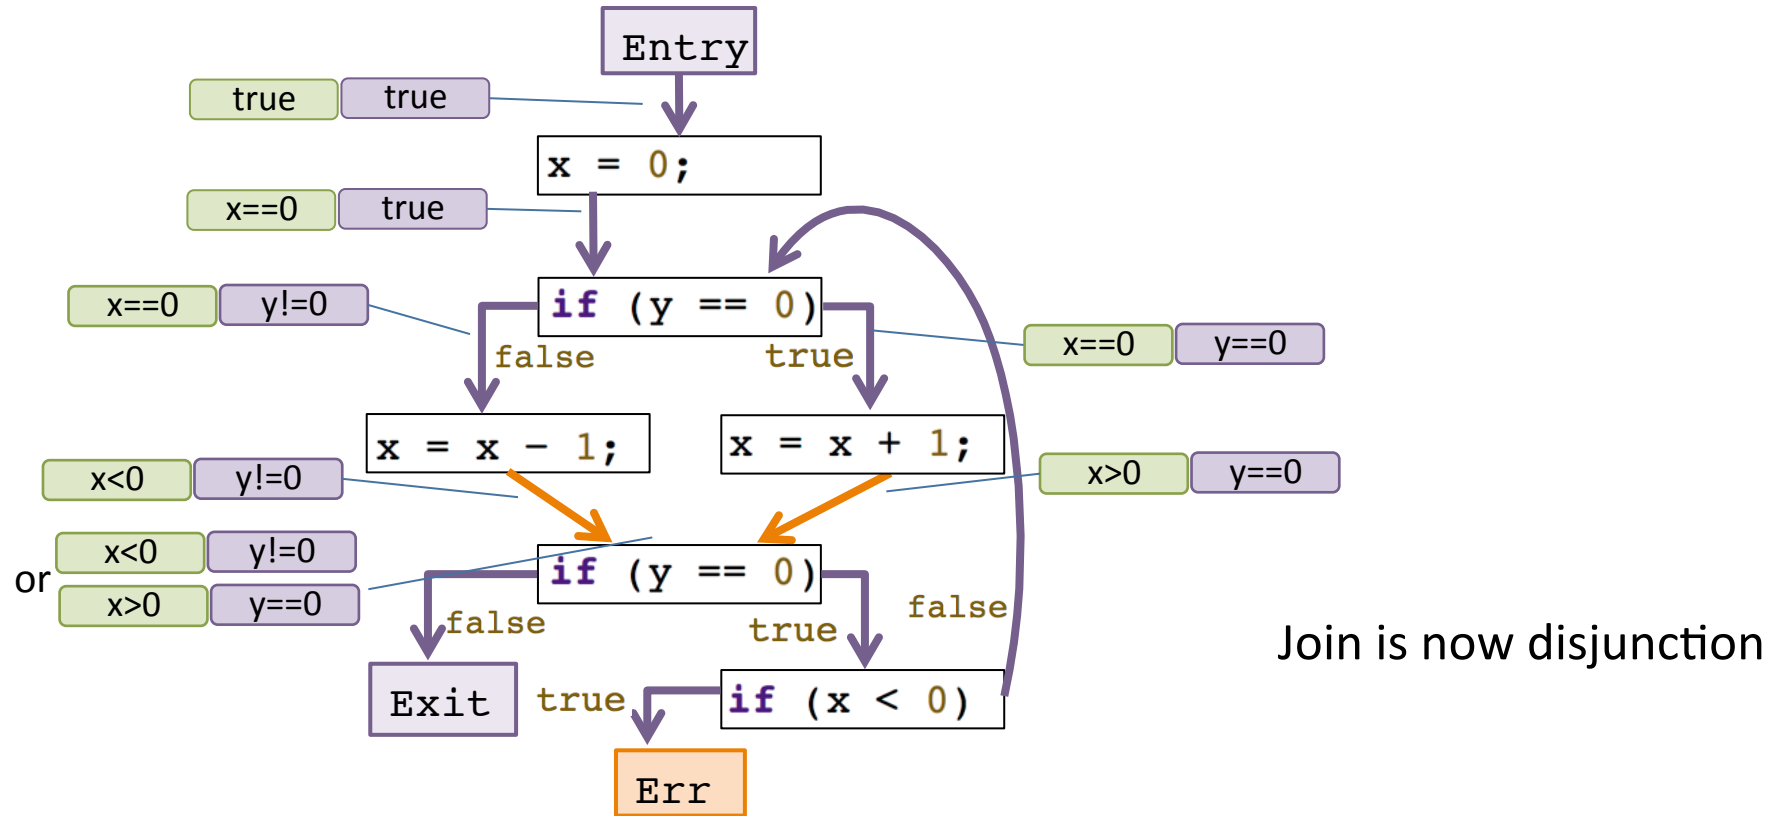 Entry
true true
x = 0;
x==0 true
if (y == 0)
x==0 y!=0
false true
x==0 y==0
x = x - 1;
x = x + 1;
x<0 y!=0
x>0 y==0
x<0 y!=0
or
x>0 y==0
if (y == 0)
false true false
Join is now disjunction
Exit
true
if (x < 0)
Err